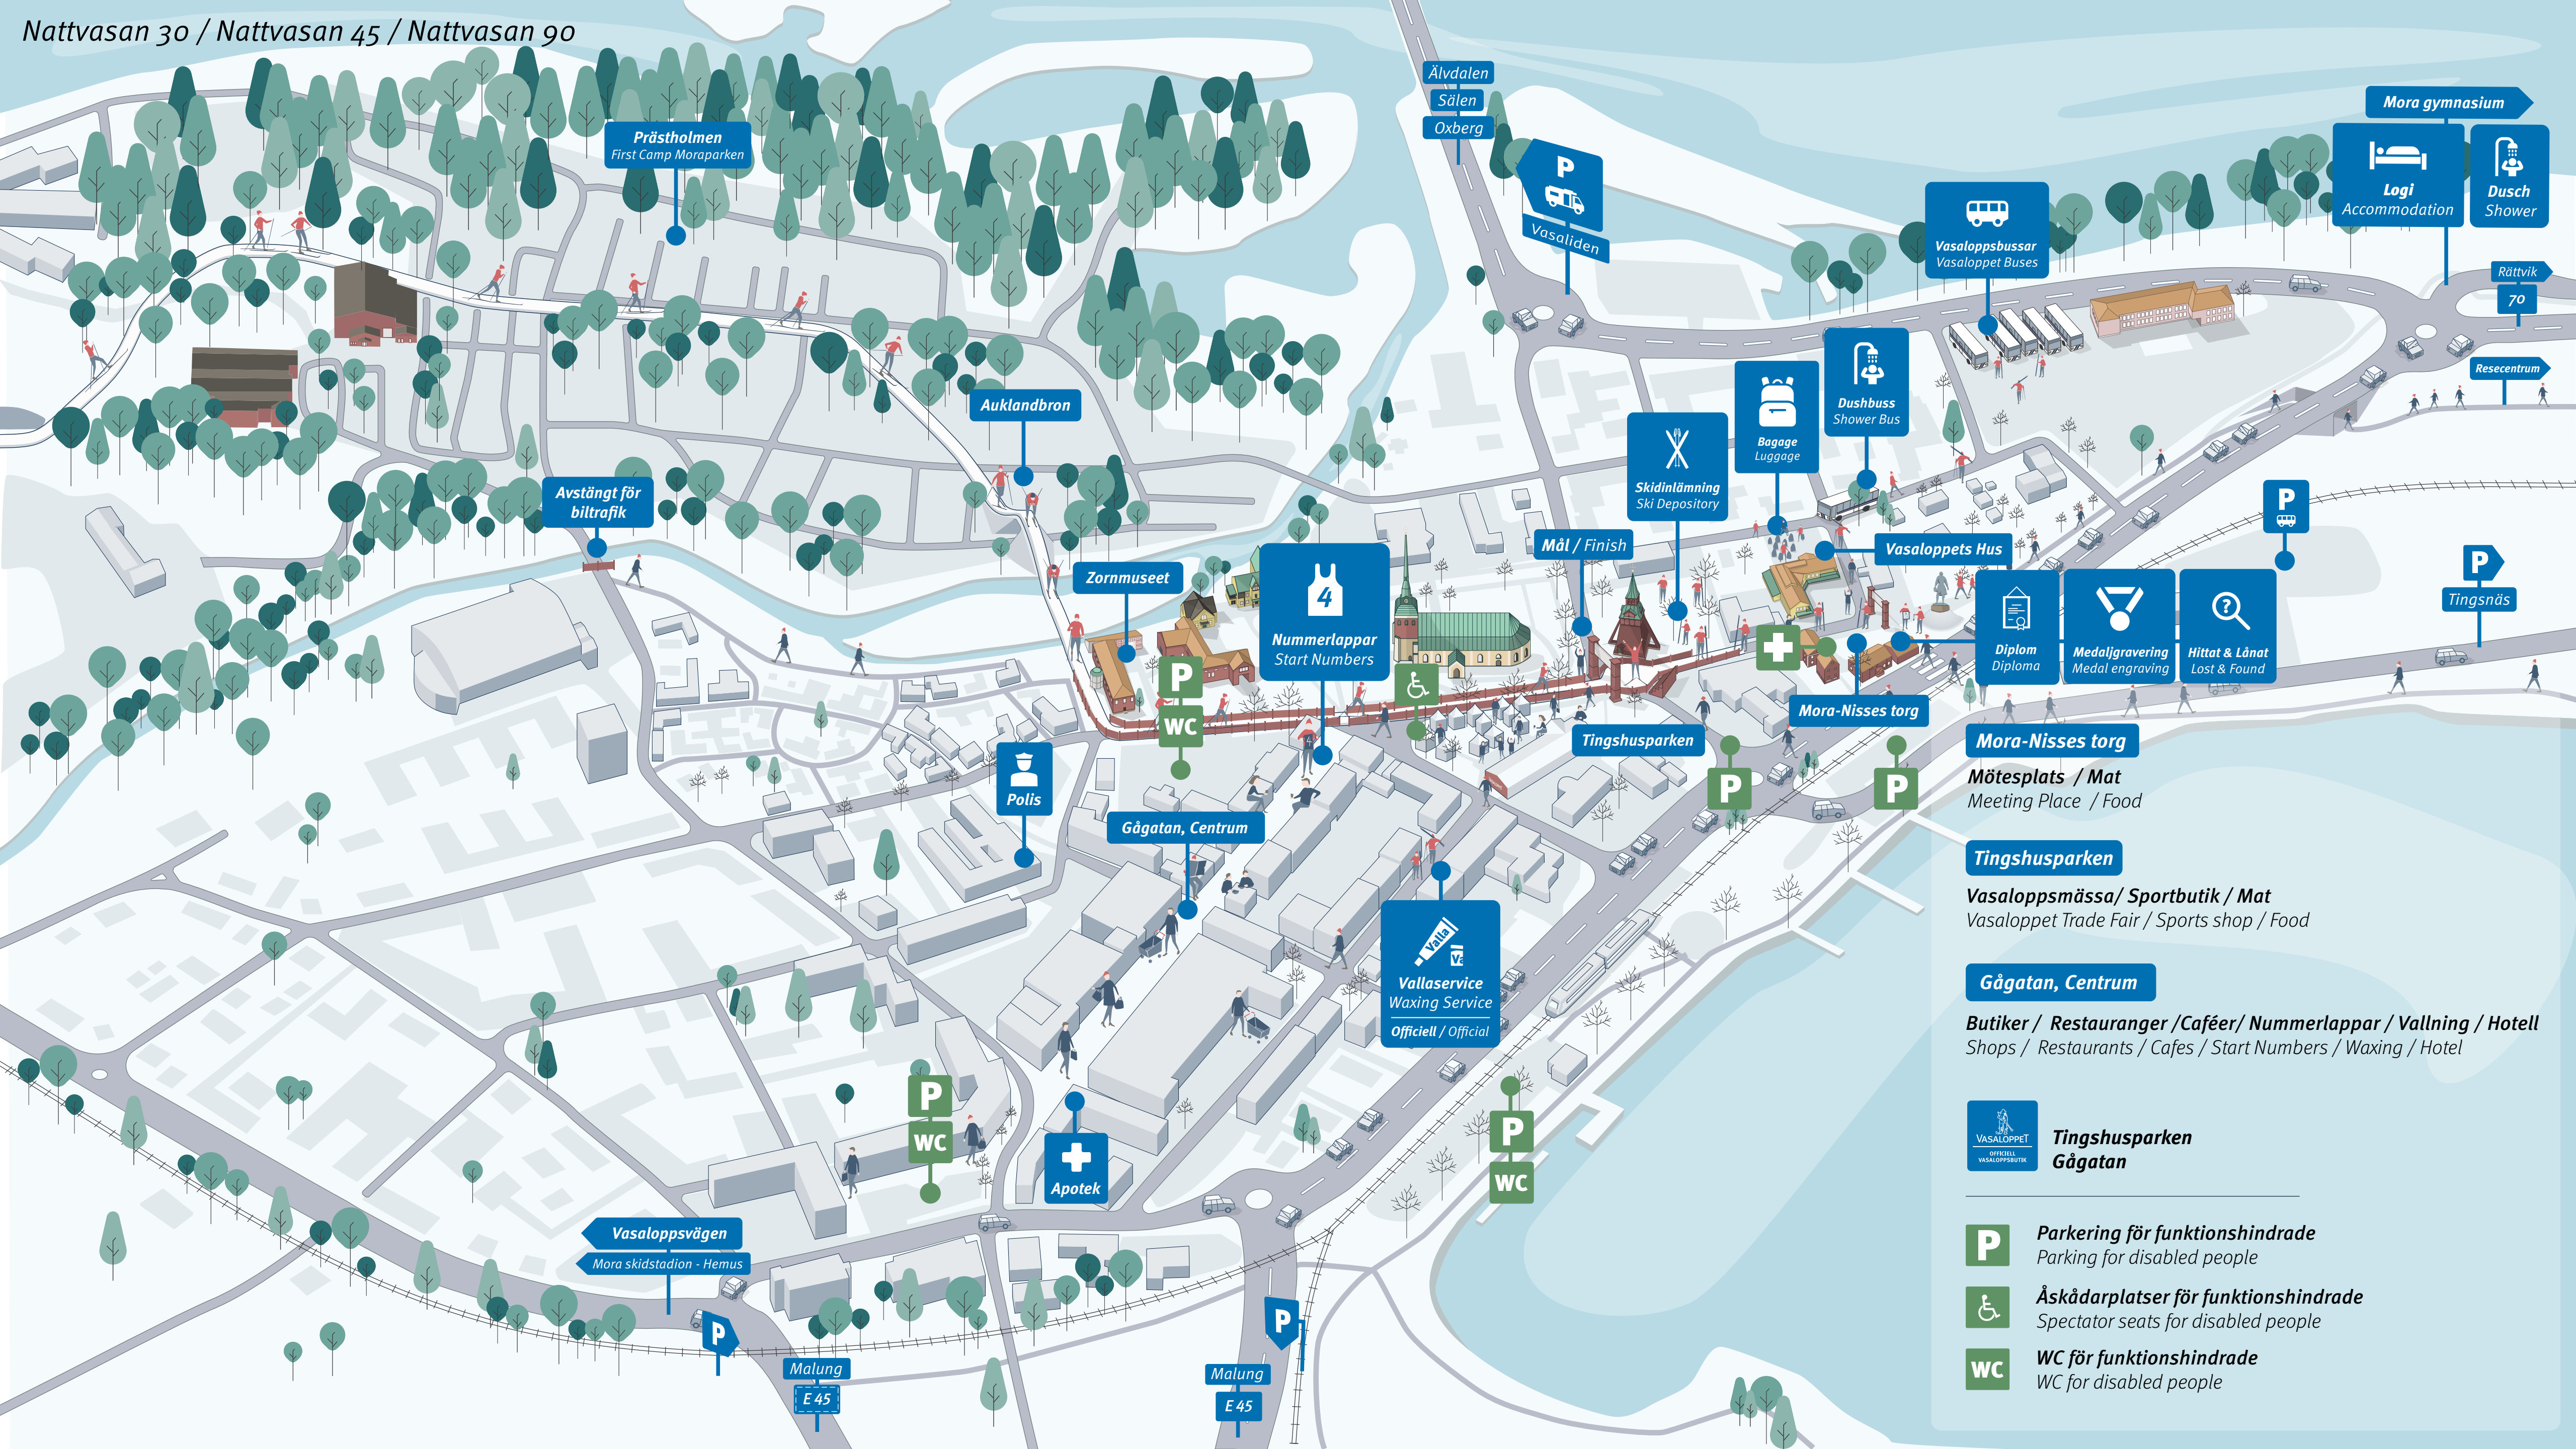 Nattvasan 30 / Nattvasan 45 / Nattvasan 90
Prästholmen
First Camp Moraparken
Älvdalen
Sälen
Oxberg
P
Vasaliden
Vasaloppsbussar
Vasaloppet Buses
Mora gymnasium
Logi
Accommodation
Dusch
Shower
Rättvik
70
Resecentrum
Auklandbron
Avstängt för
biltrafik
Zornmuseet
4
Nummerlappar
Start Numbers
Mål / Finish
Skidinlämning
Ski Depository
Bagage
Luggage
Dushbuss
Shower Bus
Vasaloppets Hus
P
P
Tingsnäs
Diplom
Diploma
Medaljgravering
Medal engraving
?
Hittat & Lånat
Lost & Found
Mora-Nisses torg
Tingshusparken
P
WC
P
P
Polis
Gågatan, Centrum
Valla
Va
Vallaservice
Waxing Service
Officiell / Official
P
WC
P
WC
Apotek
Vasaloppsvägen
Mora skidstadion - Hemus
P
Malung
E 45
P
Malung
E 45
Mora-Nisses torg
Mötesplats / Mat
Meeting Place / Food
Tingshusparken
Vasaloppsmässa/ Sportbutik / Mat
Vasaloppet Trade Fair / Sports shop / Food
Gågatan, Centrum
Butiker / Restauranger /Caféer/ Nummerlappar / Vallning / Hotell
Shops / Restaurants / Cafes / Start Numbers / Waxing / Hotel
VASALOPPET
OFFICIELL
VASALOPPSBUTIK
Tingshusparken
Gågatan
P
Parkering för funktionshindrade
Parking for disabled people
Åskådarplatser för funktionshindrade
Spectator seats for disabled people
WC
WC för funktionshindrade
WC for disabled people